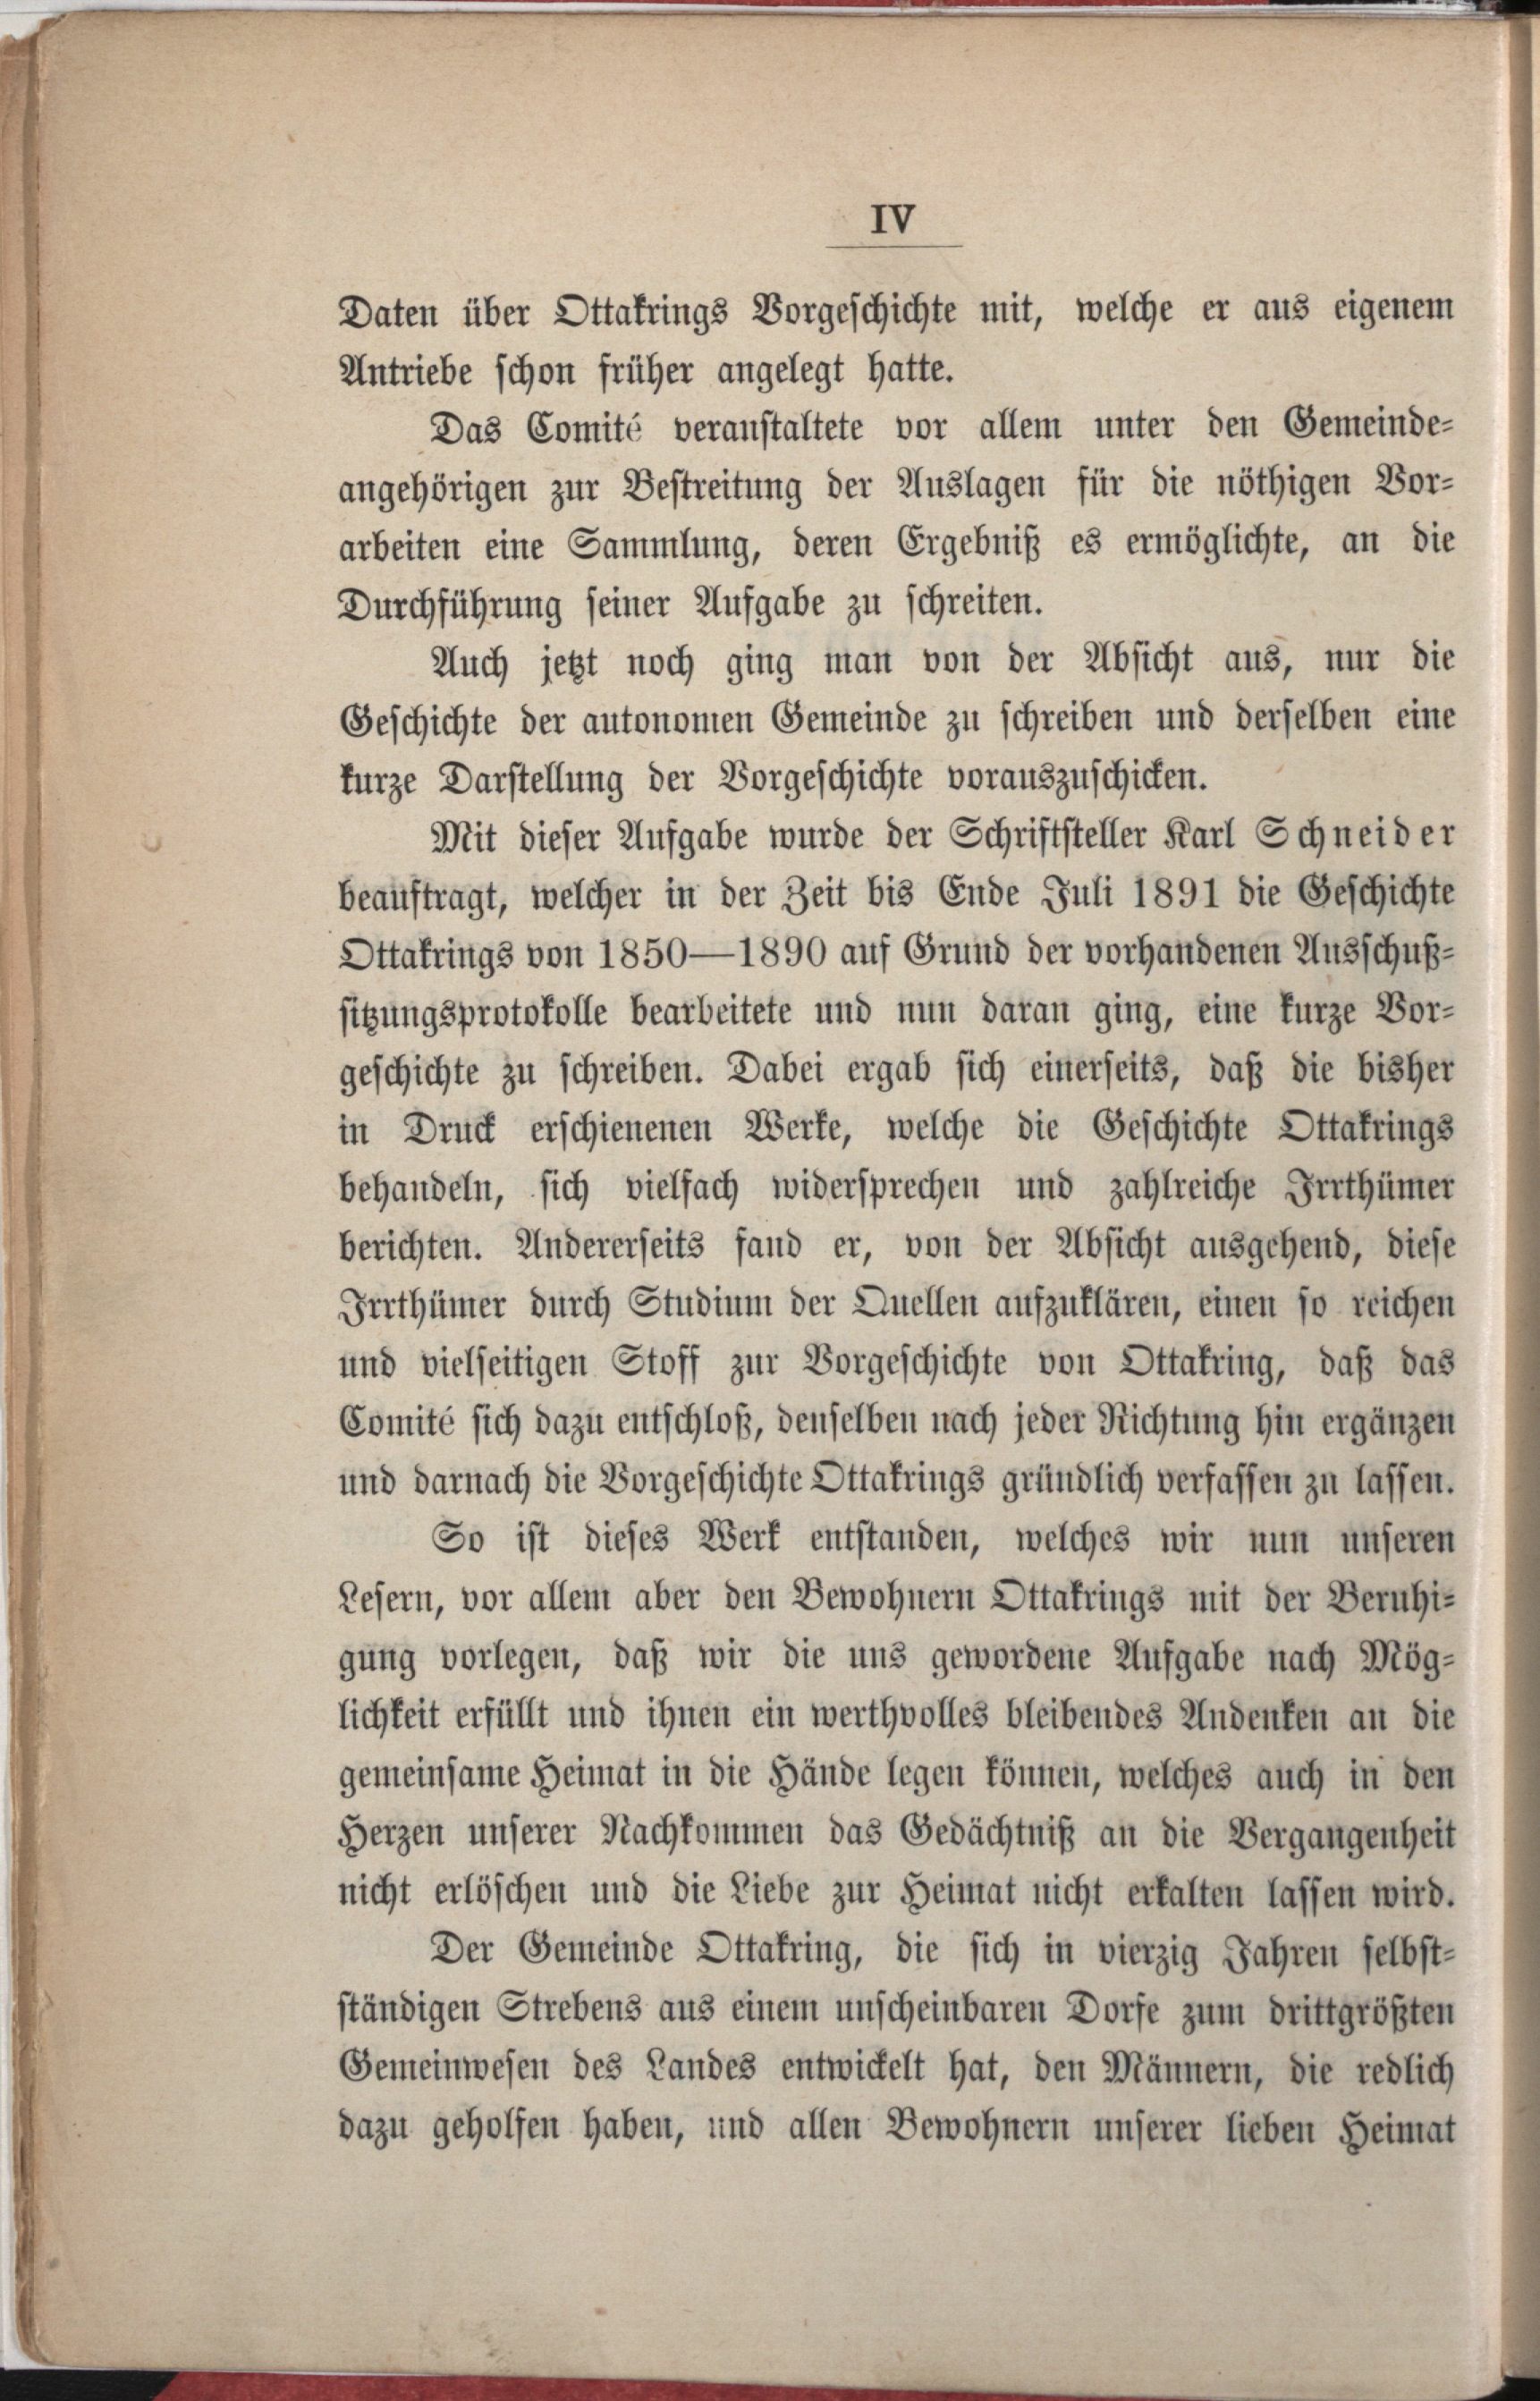 IV
Daten über Ottakrings Vorgeschichte mit, welche er aus eigenem
Antriebe schon früher angelegt hatte.
Das Comité veranstaltete vor allem unter den Gemeinde-
angehörigen zur Bestreitung der Auslagen für die nöthigen Vor-
arbeiten eine Sammlung, deren Ergebniß es ermöglichte, an die
Durchführung seiner Aufgabe zu schreiten.
Auch jetzt noch ging man von der Absicht aus, nur die
Geschichte der autonomen Gemeinde zu schreiben und derselben eine
kurze Darstellung der Vorgeschichte vorauszuschicken.
Mit dieser Aufgabe wurde der Schriftsteller Karl Schneider
beauftragt, welcher in der Zeit bis Ende Juli 1891 die Geschichte
Ottakrings von 1850—1890 auf Grund der vorhandenen Ausschuß-
sitzungsprotokolle bearbeitete und nun daran ging, eine kurze Vor-
geschichte zu schreiben. Dabei ergab sich einerseits, daß die bisher
in Druck erschienenen Werke, welche die Geschichte Ottakrings
behandeln, sich vielfach widersprechen und zahlreiche Irrthümer
berichten. Andererseits fand er, von der Absicht ausgehend, diese
Irrthümer durch Studium der Quellen aufzuklären, einen so reichen
und vielseitigen Stoff zur Vorgeschichte von Ottakring, daß das
Comité sich dazu entschloß, denselben nach jeder Richtung hin ergänzen
und darnach die Vorgeschichte Ottakrings gründlich verfassen zu lassen.
So ist dieses Werk entstanden, welches wir nun unseren
Lesern, vor allem aber den Bewohnern Ottakrings mit der Beruhi-
gung vorlegen, daß wir die uns gewordene Aufgabe nach Mög-
lichkeit erfüllt und ihnen ein werthvolles bleibendes Andenken an die
gemeinsame Heimat in die Hände legen können, welches auch in den
Herzen unserer Nachkommen das Gedächtniß an die Vergangenheit
nicht erlöschen und die Liebe zur Heimat nicht erkalten lassen wird.
Der Gemeinde Ottakring, die sich in vierzig Jahren selbst-
ständigen Strebens aus einem unscheinbaren Dorfe zum drittgrößten
Gemeinwesen des Landes entwickelt hat, den Männern, die redlich
dazu geholfen haben, und allen Bewohnern unserer lieben Heimat